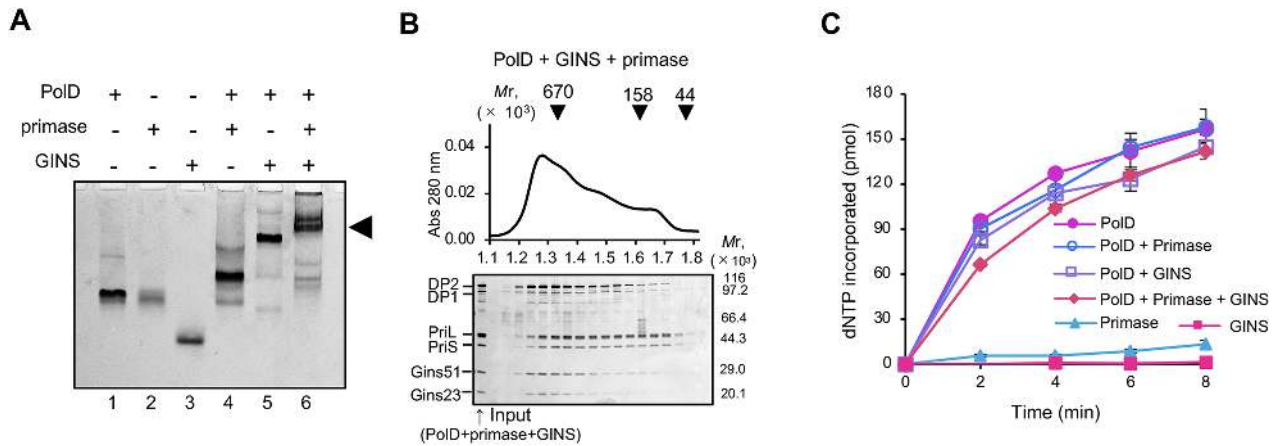 A
PolD + - - + + +
primase - + - + - +
GINS - - + - + +
1 2 3 4 5 6
B
PolD + GINS + primase
Mr,
(× 10³)
670 158 44
Abs 280 nm
0.04
0.02
0.00
1.1 1.2 1.3 1.4 1.5 1.6 1.7 1.8
Mr,
(×10³)
DP2
DP1
PriL
PriS
Gins51
Gins23
116
97.2
66.4
44.3
29.0
20.1
↑ Input
(PolD+primase+GINS)
C
dNTP incorporated (pmol)
180
150
120
90
60
30
0
0 2 4 6 8
Time (min)
PolD
PolD + Primase
PolD + GINS
PolD + Primase + GINS
Primase
GINS